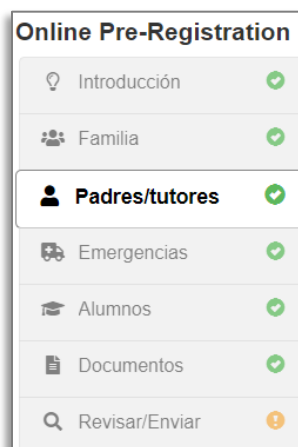 Online Pre-Registration
Introducción
Familia
Padres/tutores
Emergencias
Alumnos
Documentos
Revisar/Enviar